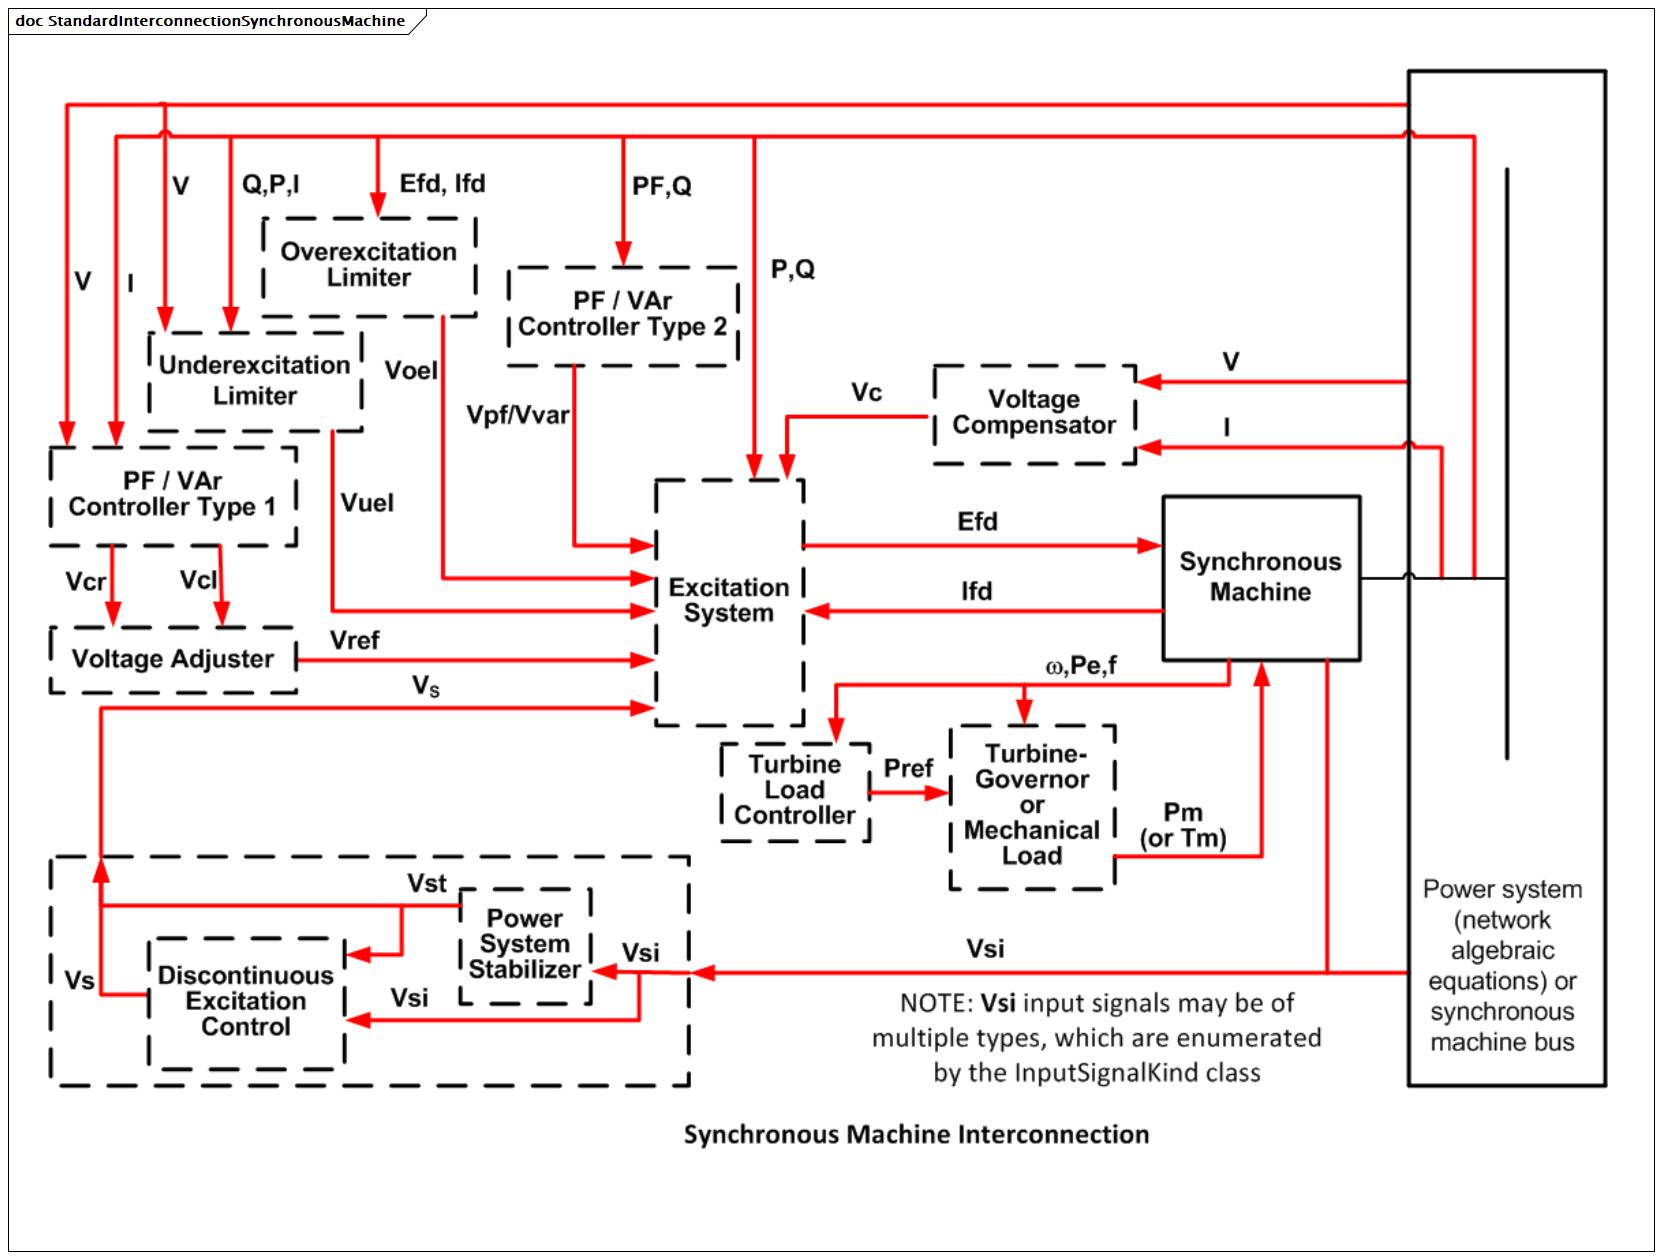 doc StandardInterconnectionSynchronousMachine
V
Q,P,I
Efd, Ifd
PF,Q
Overexcitation
Limiter
V
I
P,Q
PF / VAr
Controller Type 2
Underexcitation
Limiter
Voel
V
Vc
Voltage
Compensator
Vpf/Vvar
I
PF / VAr
Controller Type 1
Vuel
Efd
Synchronous
Machine
Vcr
Vcl
Excitation
System
Ifd
Vref
Voltage Adjuster
ω,Pe,f
Vs
Turbine
Load
Controller
Pref
Turbine-
Governor
or
Mechanical
Load
Pm
(or Tm)
Vst
Power
System
Stabilizer
Power system
(network
algebraic
equations) or
synchronous
machine bus
Vsi
Vsi
Vs
Discontinuous
Excitation
Control
Vsi
NOTE: Vsi input signals may be of
multiple types, which are enumerated
by the InputSignalKind class
Synchronous Machine Interconnection